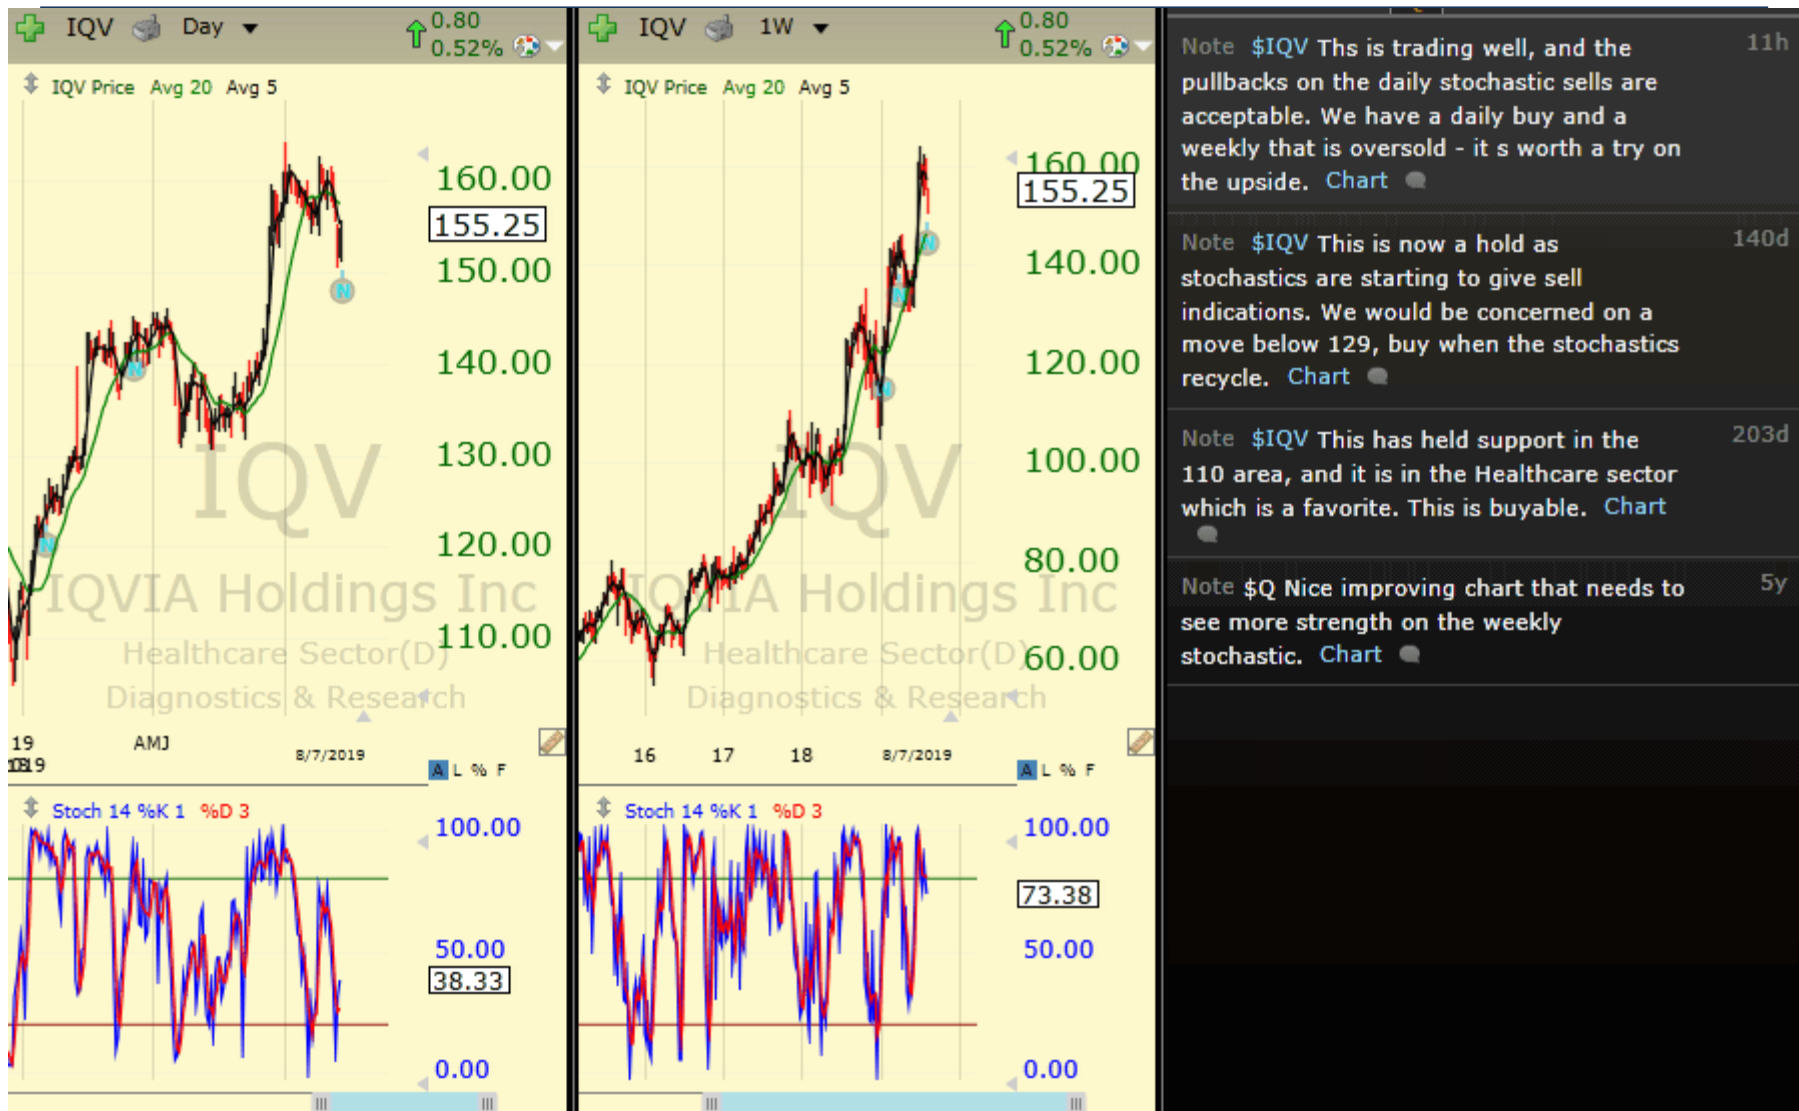 IQV Day
0.80
0.52%
IQV Price Avg 20 Avg 5
160.00
155.25
150.00
140.00
130.00
120.00
110.00
N
N
N
IQV
IQVIA Holdings Inc
Healthcare Sector(D)
Diagnostics & Research
19
AMJ
8/7/2019
A L % F
Stoch 14 %K 1 %D 3
100.00
50.00
38.33
0.00
IQV 1W
0.80
0.52%
IQV Price Avg 20 Avg 5
160.00
155.25
140.00
120.00
100.00
80.00
60.00
N
N
N
IQV
IQVIA Holdings Inc
Healthcare Sector(D)
Diagnostics & Research
16 17 18 8/7/2019
A L % F
Stoch 14 %K 1 %D 3
100.00
73.38
50.00
0.00
Note $IQV Ths is trading well, and the 11h
pullbacks on the daily stochastic sells are
acceptable. We have a daily buy and a
weekly that is oversold - it s worth a try on
the upside. Chart
Note $IQV This is now a hold as 140d
stochastics are starting to give sell
indications. We would be concerned on a
move below 129, buy when the stochastics
recycle. Chart
Note $IQV This has held support in the 203d
110 area, and it is in the Healthcare sector
which is a favorite. This is buyable. Chart
Note $Q Nice improving chart that needs to 5y
see more strength on the weekly
stochastic. Chart